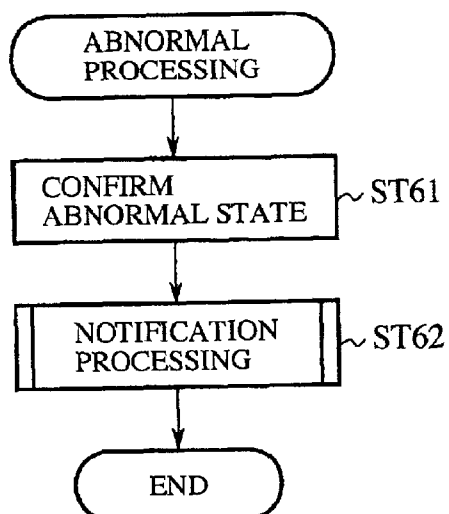 ABNORMAL
PROCESSING
CONFIRM
ABNORMAL STATE
ST61
NOTIFICATION
PROCESSING
ST62
END